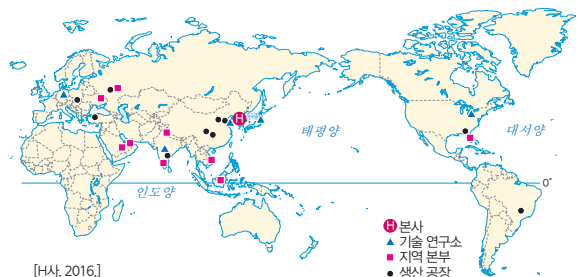 H
태평양
대서양
인도양
0°
H 본사
기술 연구소
지역 본부
생산 공장
[H사, 2016.]